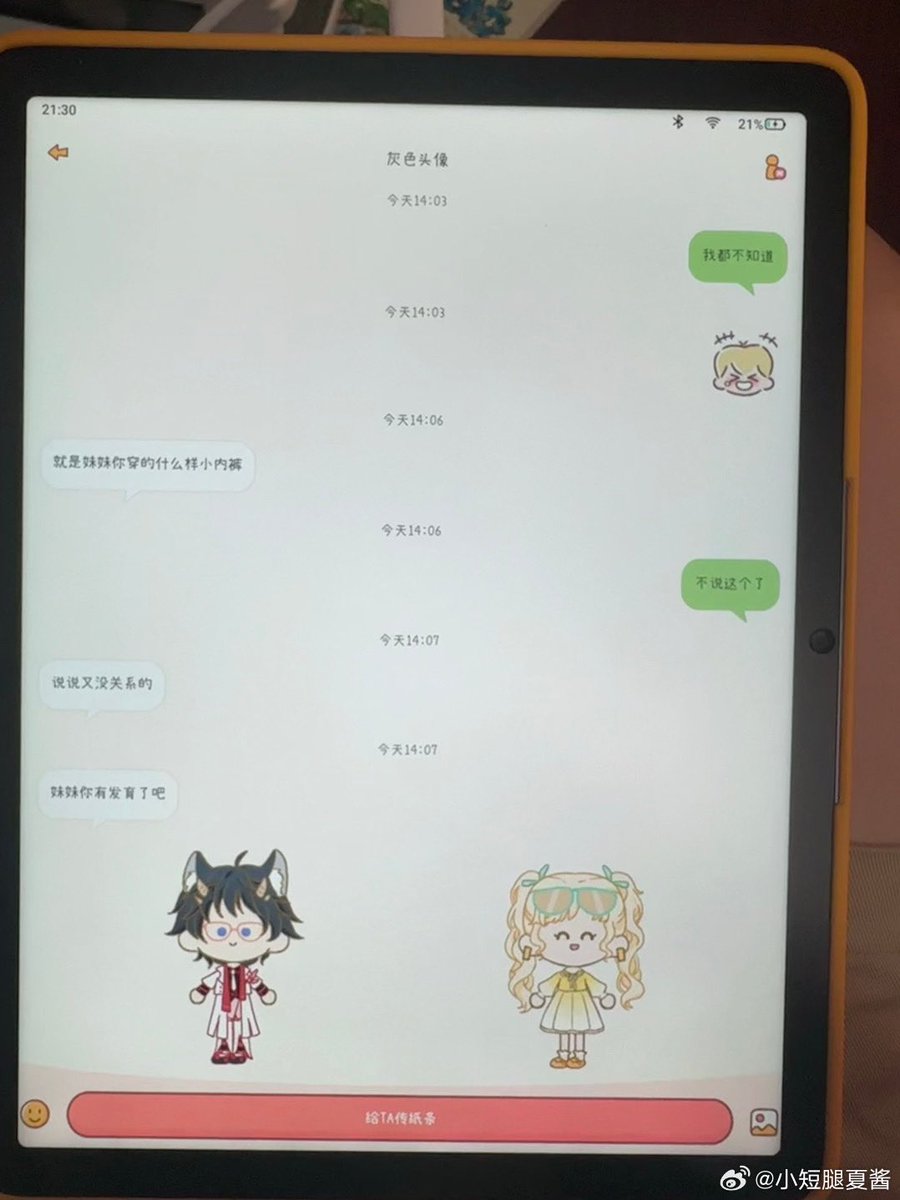 21:30
21%
灰色头像
今天14:03
我都不知道
今天14:03
今天14:06
就是妹妹你穿的什么样小内裤
今天14:06
不说这个了
今天14:07
说说又没关系的
今天14:07
妹妹你有发育了吧
给TA传纸条
@小短腿夏酱